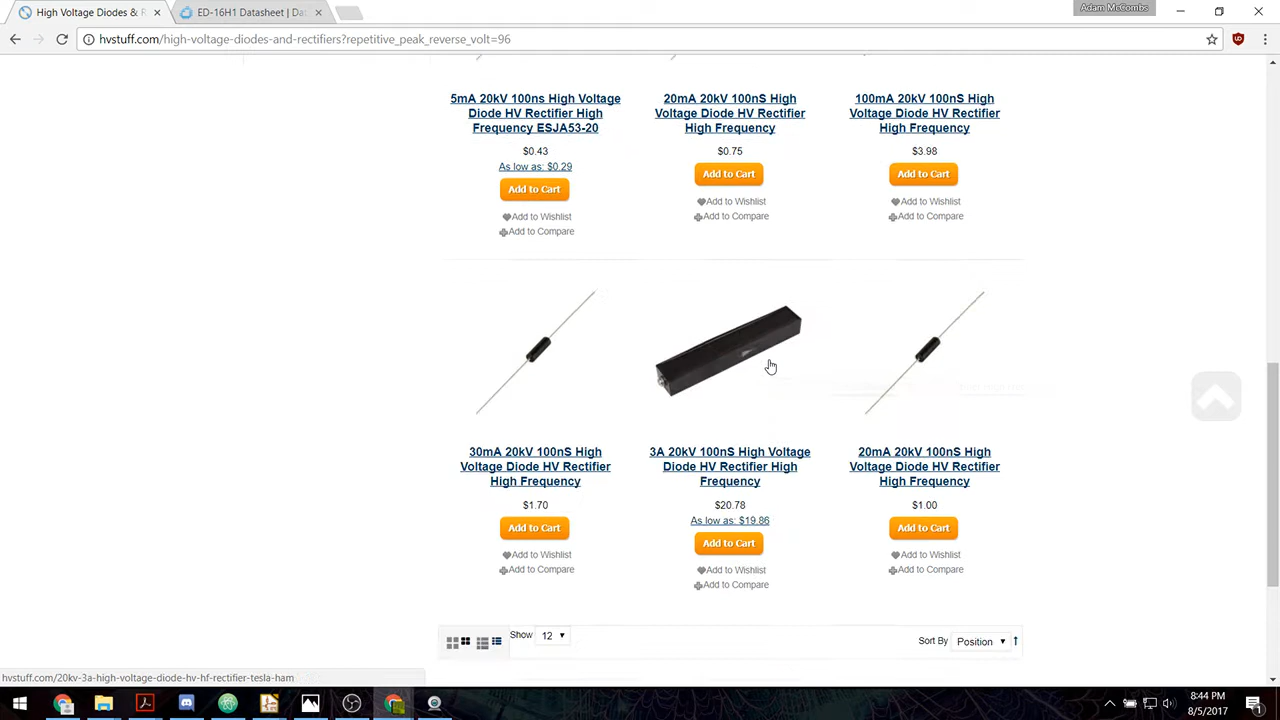 High Voltage Diodes & R
ED-16H1 Datasheet | Dat
Adam McCombs
hvstuff.com/high-voltage-diodes-and-rectifiers?repetitive_peak_reverse_volt=96
5mA 20kV 100ns High Voltage
Diode HV Rectifier High
Frequency ESJA53-20
$0.43
As low as: $0.29
Add to Cart
Add to Wishlist
Add to Compare
20mA 20kV 100nS High
Voltage Diode HV Rectifier
High Frequency
$0.75
Add to Cart
Add to Wishlist
Add to Compare
100mA 20kV 100nS High
Voltage Diode HV Rectifier
High Frequency
$3.98
Add to Cart
Add to Wishlist
Add to Compare
30mA 20kV 100nS High
Voltage Diode HV Rectifier
High Frequency
$1.70
Add to Cart
Add to Wishlist
Add to Compare
3A 20kV 100nS High Voltage
Diode HV Rectifier High
Frequency
$20.78
As low as: $19.86
Add to Cart
Add to Wishlist
Add to Compare
20mA 20kV 100nS High
Voltage Diode HV Rectifier
High Frequency
$1.00
Add to Cart
Add to Wishlist
Add to Compare
Show 12
Sort By Position
hvstuff.com/20kv-3a-high-voltage-diode-hv-hf-rectifier-tesla-ham
8:44 PM
8/5/2017